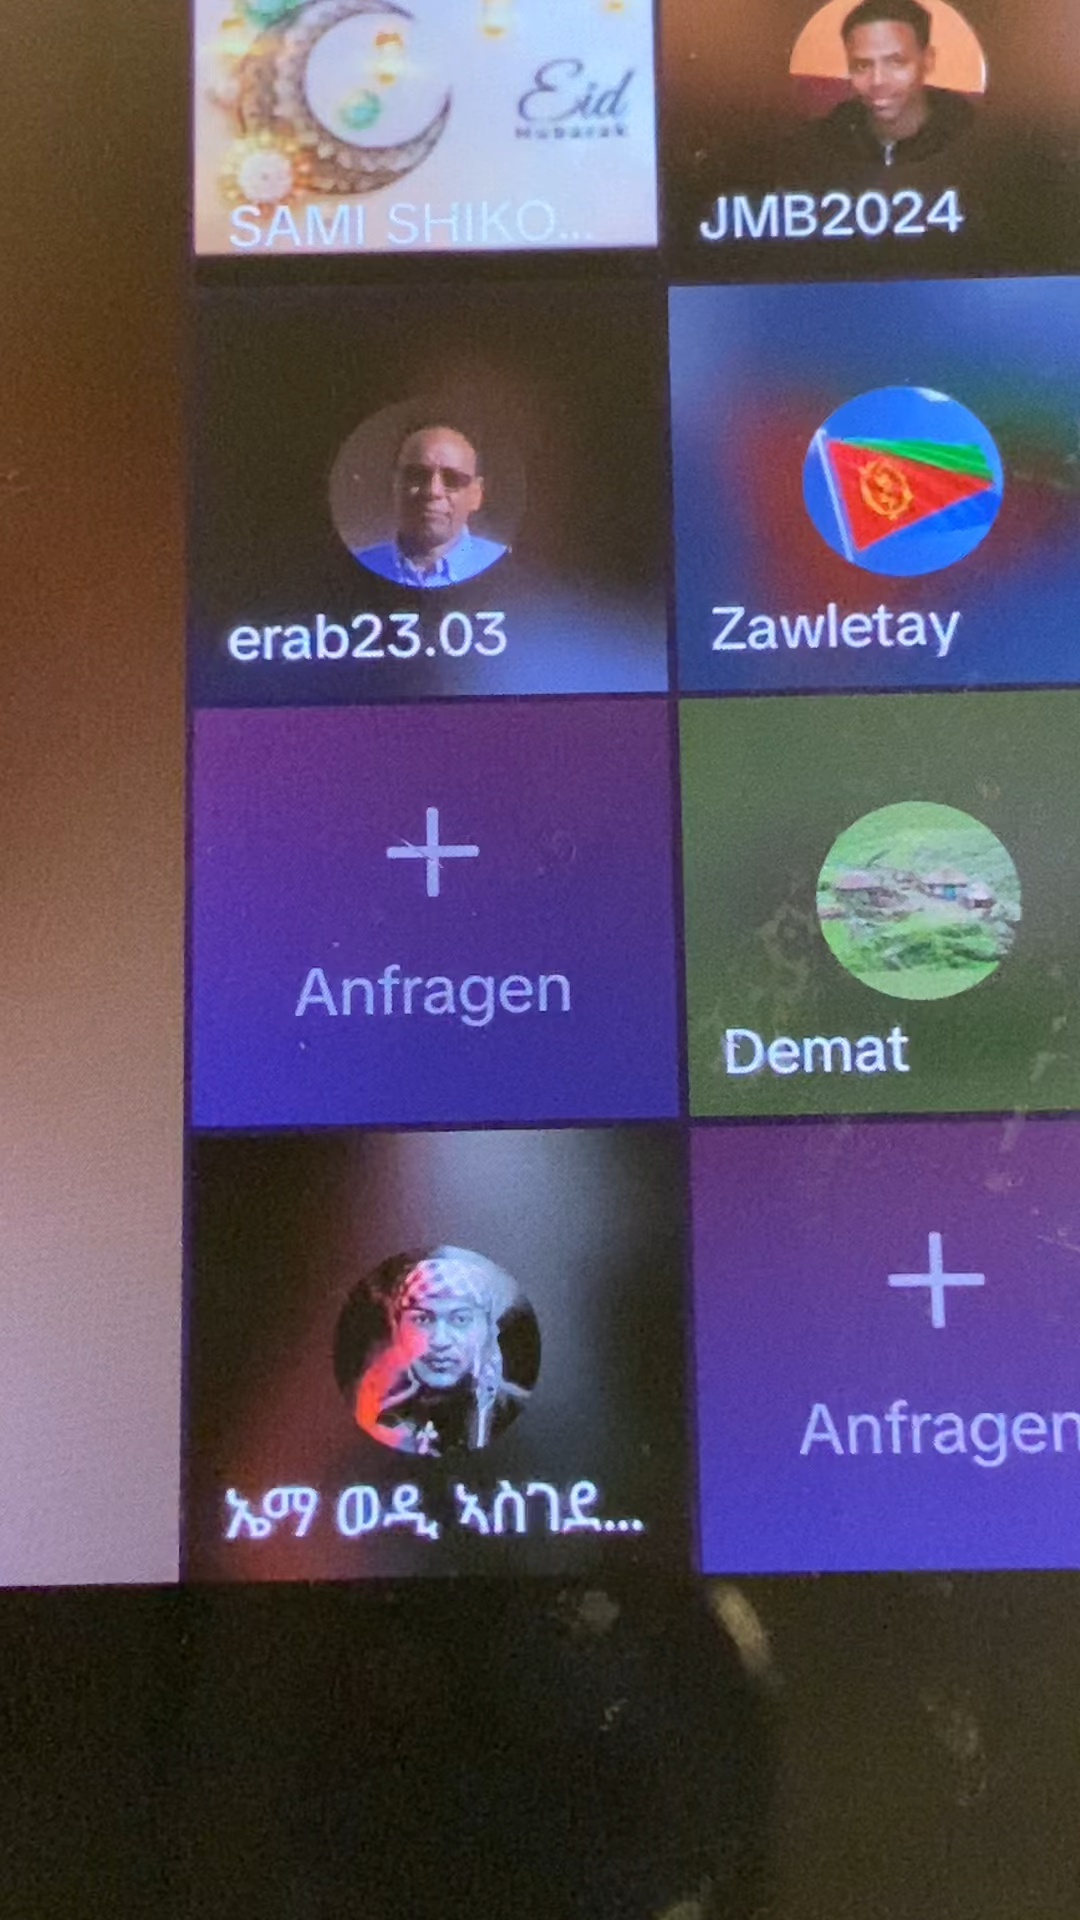 Eid
Mubarak
SAMI SHIKO...
JMB2024
erab23.03
Zawletay
Anfragen
Demat
ኤማ ወዲ ኣስገደ...
Anfragen